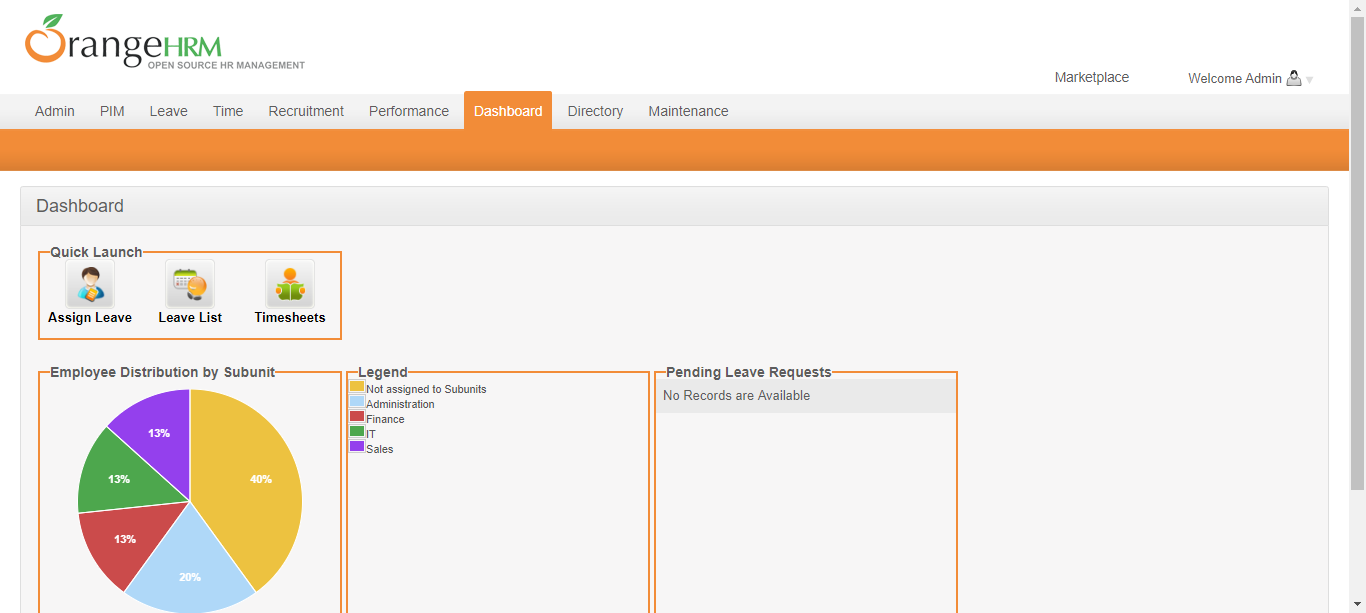 OrangeHRM
OPEN SOURCE HR MANAGEMENT
Marketplace Welcome Admin
Admin PIM Leave Time Recruitment Performance Dashboard Directory Maintenance
Dashboard
Quick Launch
Assign Leave Leave List Timesheets
Employee Distribution by Subunit
13%
40%
13%
13%
20%
Legend
Not assigned to Subunits
Administration
Finance
IT
Sales
Pending Leave Requests
No Records are Available